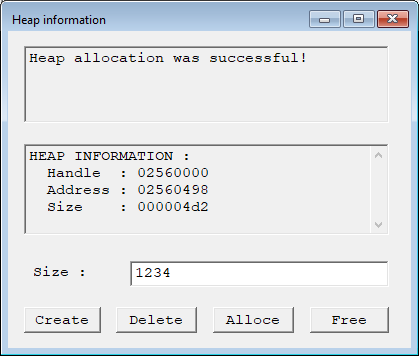 Heap information
Heap allocation was successful!
HEAP INFORMATION :
Handle : 02560000
Address : 02560498
Size : 000004d2
Size :
1234
Create Delete Alloce Free